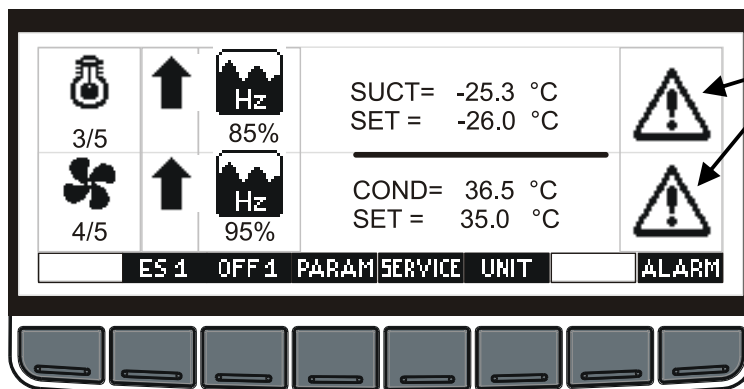 Hz
3/5
85%
SUCT= -25.3 °C
SET = -26.0 °C
Hz
4/5
95%
COND= 36.5 °C
SET = 35.0 °C
ES 1 OFF 1 PARAM SERVICE UNIT ALARM